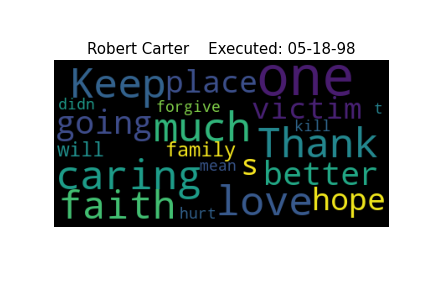 Robert Carter Executed: 05-18-98
Keep place one
didn forgive victim t
going much kill
will family Thank
caring mean s better
faith hurt love hope